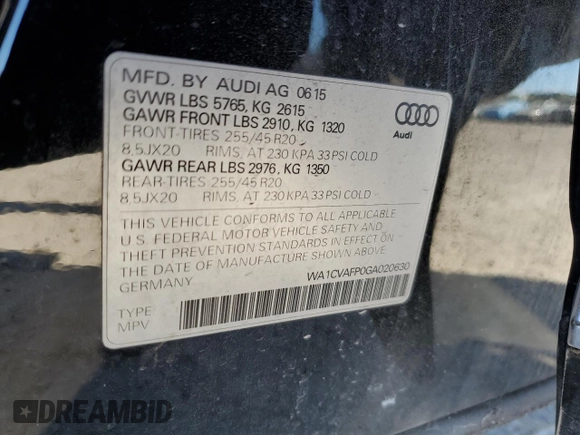 MFD. BY AUDI AG 06 15
GVWR LBS 5765, KG 2615
GAWR FRONT LBS 2910, KG 1320
FRONT-TIRES 255/45 R20
8,5JX20 RIMS, AT 230 KPA 33 PSI COLD
GAWR REAR LBS 2976, KG 1350
REAR-TIRES 255/45 R20
8,5JX20 RIMS, AT 230 KPA 33 PSI COLD
Audi
THIS VEHICLE CONFORMS TO ALL APPLICABLE
U.S. FEDERAL MOTOR VEHICLE SAFETY AND
THEFT PREVENTION STANDARDS IN EFFECT ON
THE DATE OF MANUFACTURE SHOWN ABOVE.
GERMANY WA1CVAFP0GA020630
TYPE
MPV
DREAMBID